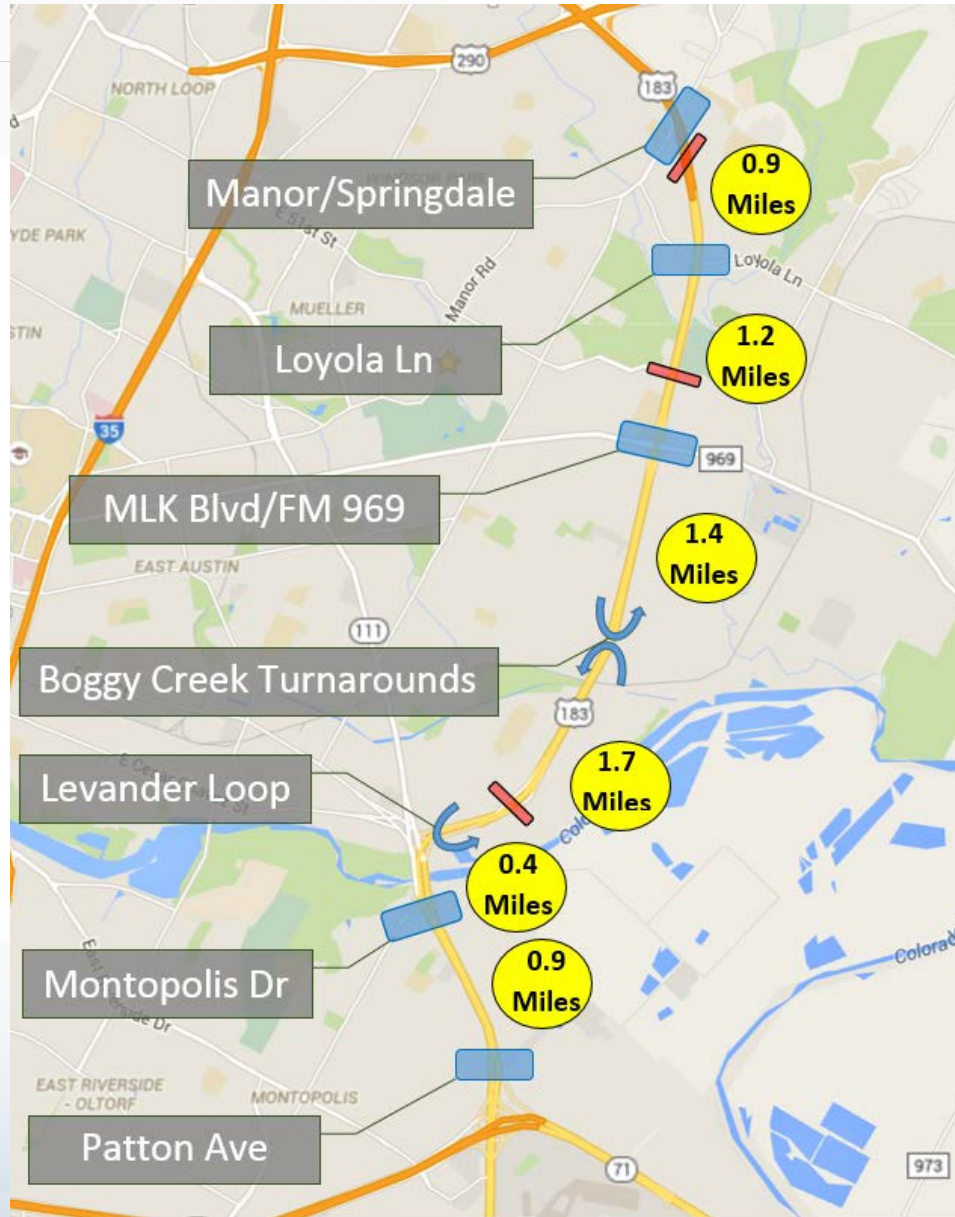 290
183
NORTH LOOP
Manor/Springdale
0.9
Miles
E 51st St
YDE PARK
Manor Rd
Loyola Ln
MUELLER
STIN
Loyola Ln
1.2
Miles
35
969
MLK Blvd/FM 969
1.4
Miles
EAST AUSTIN
111
Boggy Creek Turnarounds
183
Levander Loop
1.7
Miles
0.4
Miles
Montopolis Dr
0.9
Miles
Colorad
EAST RIVERSIDE
- OLTORF
MONTOPOLIS
Patton Ave
71
973